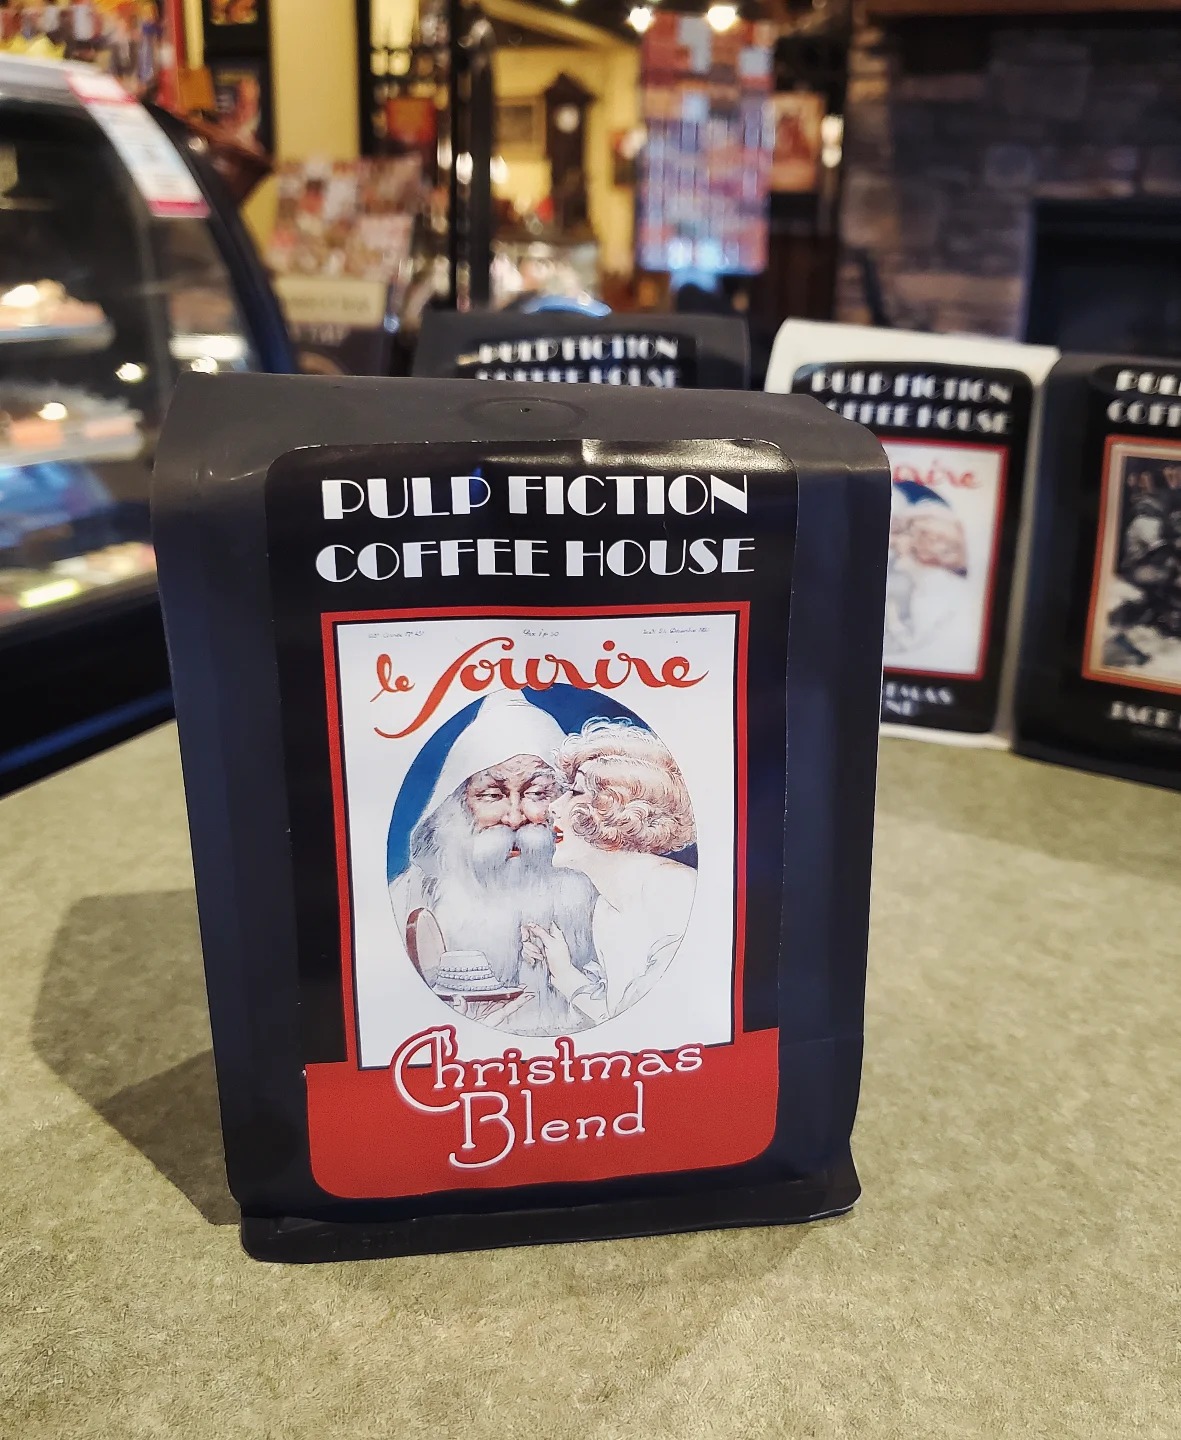 PULP FICTION
COFFEE HOUSE
le Sourire
Christmas
Blend
PULP FICTION
COFFEE HOUSE
PULP FICTION
COFFEE HOUSE